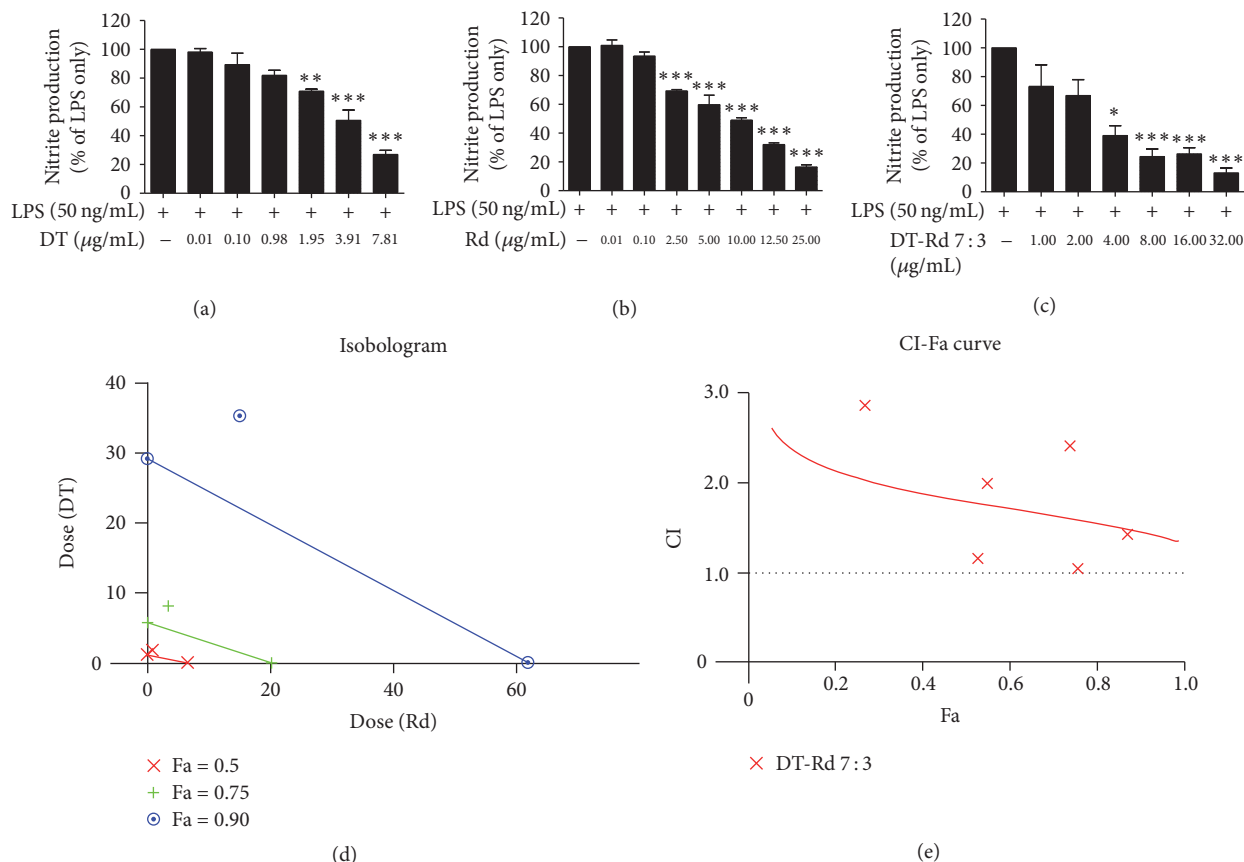 120
100
80
60
40
20
0
Nitrite production
(% of LPS only)
** *** ***
LPS (50 ng/mL) + + + + + + +
DT (μg/mL) − 0.01 0.10 0.98 1.95 3.91 7.81
(a)
120
100
80
60
40
20
0
Nitrite production
(% of LPS only)
*** *** *** *** ***
LPS (50 ng/mL) + + + + + + + +
Rd (μg/mL) − 0.01 0.10 2.50 5.00 10.00 12.50 25.00
(b)
120
100
80
60
40
20
0
Nitrite production
(% of LPS only)
* *** *** ***
LPS (50 ng/mL) + + + + + + +
DT-Rd 7 : 3 − 1.00 2.00 4.00 8.00 16.00 32.00
(μg/mL)
(c)
Isobologram
40
30
20
10
0
Dose (DT)
0 20 40 60
Dose (Rd)
Fa = 0.5
Fa = 0.75
Fa = 0.90
(d)
CI-Fa curve
3.0
2.0
1.0
0
CI
0 0.2 0.4 0.6 0.8 1.0
Fa
DT-Rd 7 : 3
(e)